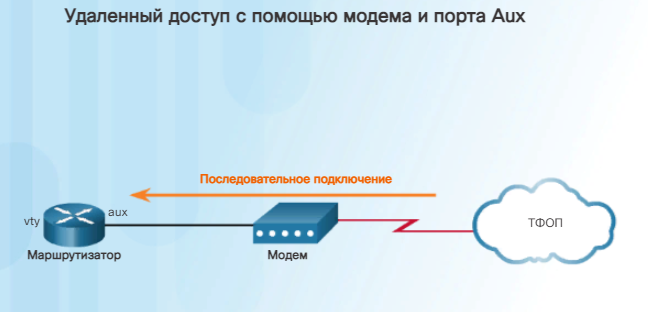 Удаленный доступ с помощью модема и порта Aux
Последовательное подключение
vty
aux
ТФОП
Маршрутизатор
Модем